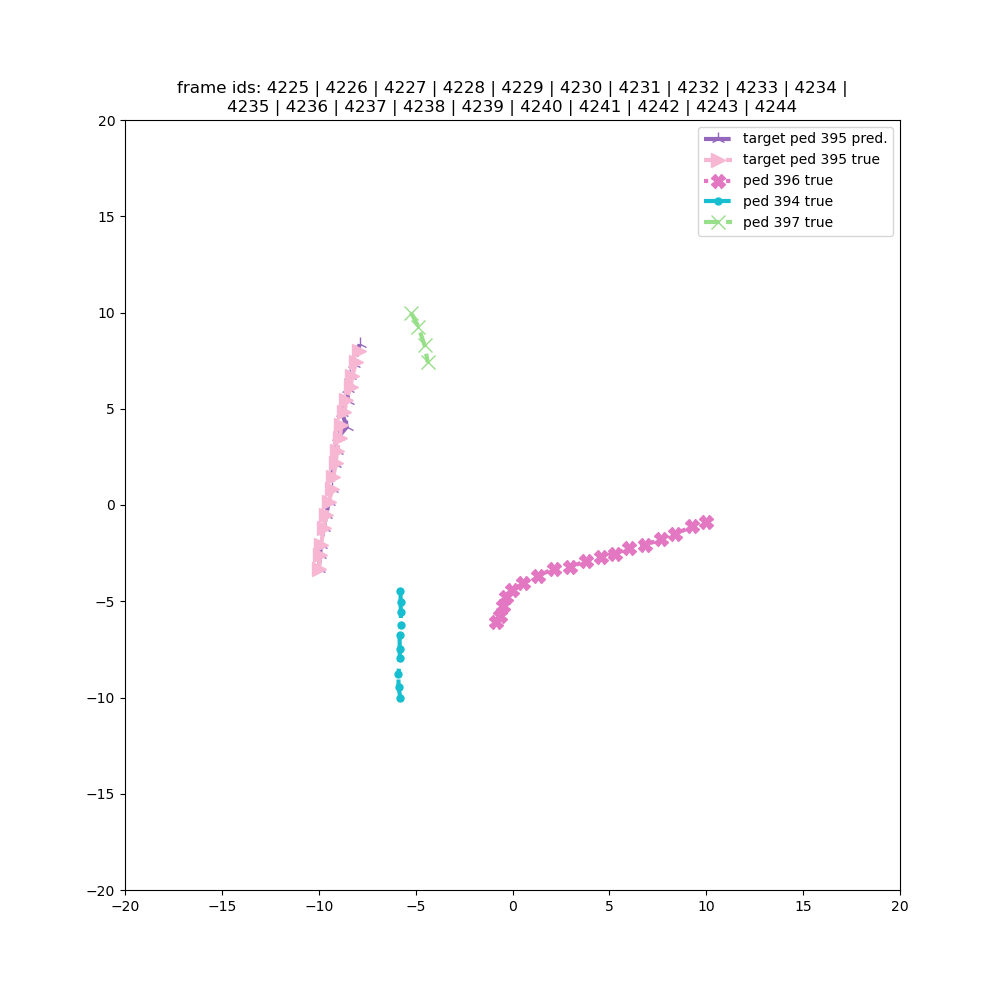 frame ids: 4225 | 4226 | 4227 | 4228 | 4229 | 4230 | 4231 | 4232 | 4233 | 4234 |
4235 | 4236 | 4237 | 4238 | 4239 | 4240 | 4241 | 4242 | 4243 | 4244
target ped 395 pred.
target ped 395 true
ped 396 true
ped 394 true
ped 397 true
20
15
10
5
0
−5
−10
−15
−20
−20 −15 −10 −5 0 5 10 15 20